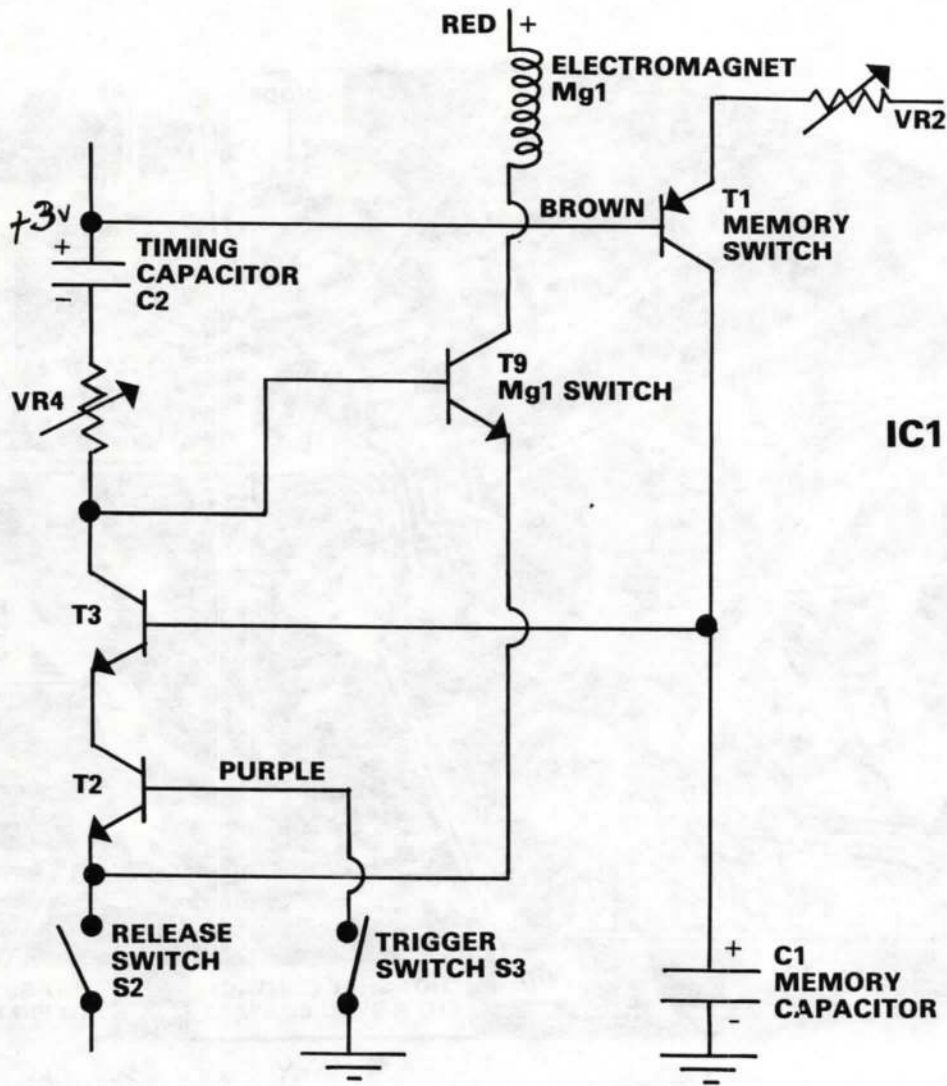 RED +
ELECTROMAGNET
Mg1
VR2
+3v
BROWN
T1
MEMORY
SWITCH
+
TIMING
CAPACITOR
C2
-
VR4
T9
Mg1 SWITCH
IC1
T3
T2
PURPLE
RELEASE
SWITCH
S2
TRIGGER
SWITCH S3
+
C1
MEMORY
CAPACITOR
-